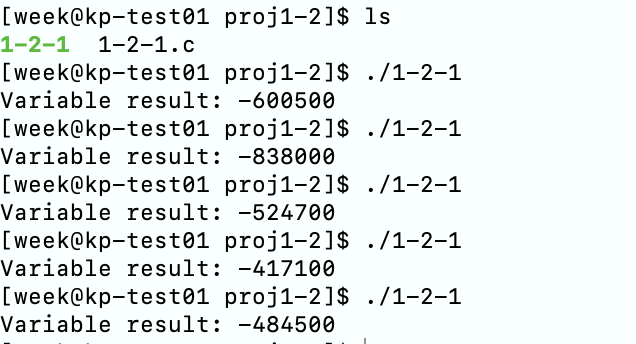 [week@kp-test01 proj1-2]$ ls
1-2-1  1-2-1.c
[week@kp-test01 proj1-2]$ ./1-2-1
Variable result: -600500
[week@kp-test01 proj1-2]$ ./1-2-1
Variable result: -838000
[week@kp-test01 proj1-2]$ ./1-2-1
Variable result: -524700
[week@kp-test01 proj1-2]$ ./1-2-1
Variable result: -417100
[week@kp-test01 proj1-2]$ ./1-2-1
Variable result: -484500